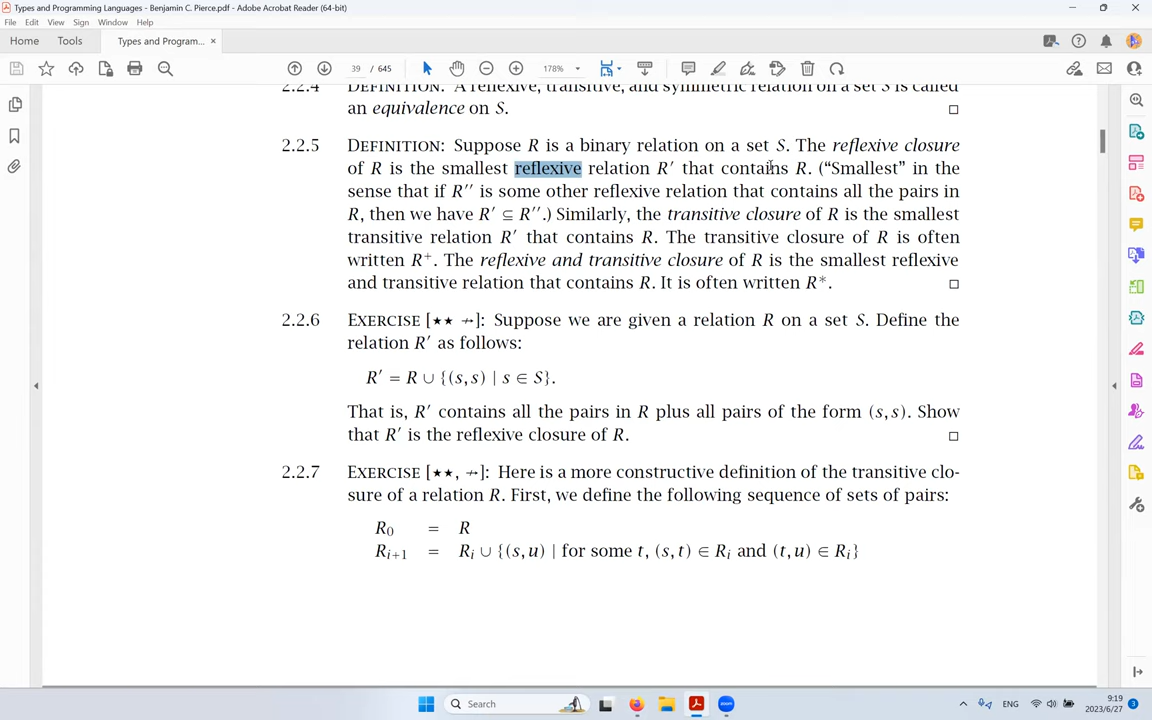 Types and Programming Languages - Benjamin C. Pierce.pdf - Adobe Acrobat Reader (64-bit)
File Edit View Sign Window Help
Home Tools Types and Program... ×
39 / 645 178%
2.2.4 DEFINITION: A reflexive, transitive, and symmetric relation on a set S is called
an equivalence on S. □
2.2.5 DEFINITION: Suppose R is a binary relation on a set S. The reflexive closure
of R is the smallest reflexive relation R′ that contains R. (“Smallest” in the
sense that if R′′ is some other reflexive relation that contains all the pairs in
R, then we have R′ ⊆ R′′.) Similarly, the transitive closure of R is the smallest
transitive relation R′ that contains R. The transitive closure of R is often
written R⁺. The reflexive and transitive closure of R is the smallest reflexive
and transitive relation that contains R. It is often written R*. □
2.2.6 EXERCISE [★★ ↛]: Suppose we are given a relation R on a set S. Define the
relation R′ as follows:
R′ = R ∪ {(s,s) | s ∈ S}.
That is, R′ contains all the pairs in R plus all pairs of the form (s,s). Show
that R′ is the reflexive closure of R. □
2.2.7 EXERCISE [★★, ↛]: Here is a more constructive definition of the transitive clo-
sure of a relation R. First, we define the following sequence of sets of pairs:
R₀ = R
Rᵢ₊₁ = Rᵢ ∪ {(s,u) | for some t, (s,t) ∈ Rᵢ and (t,u) ∈ Rᵢ}
Search
zoom
ENG
9:19
2023/6/27
3